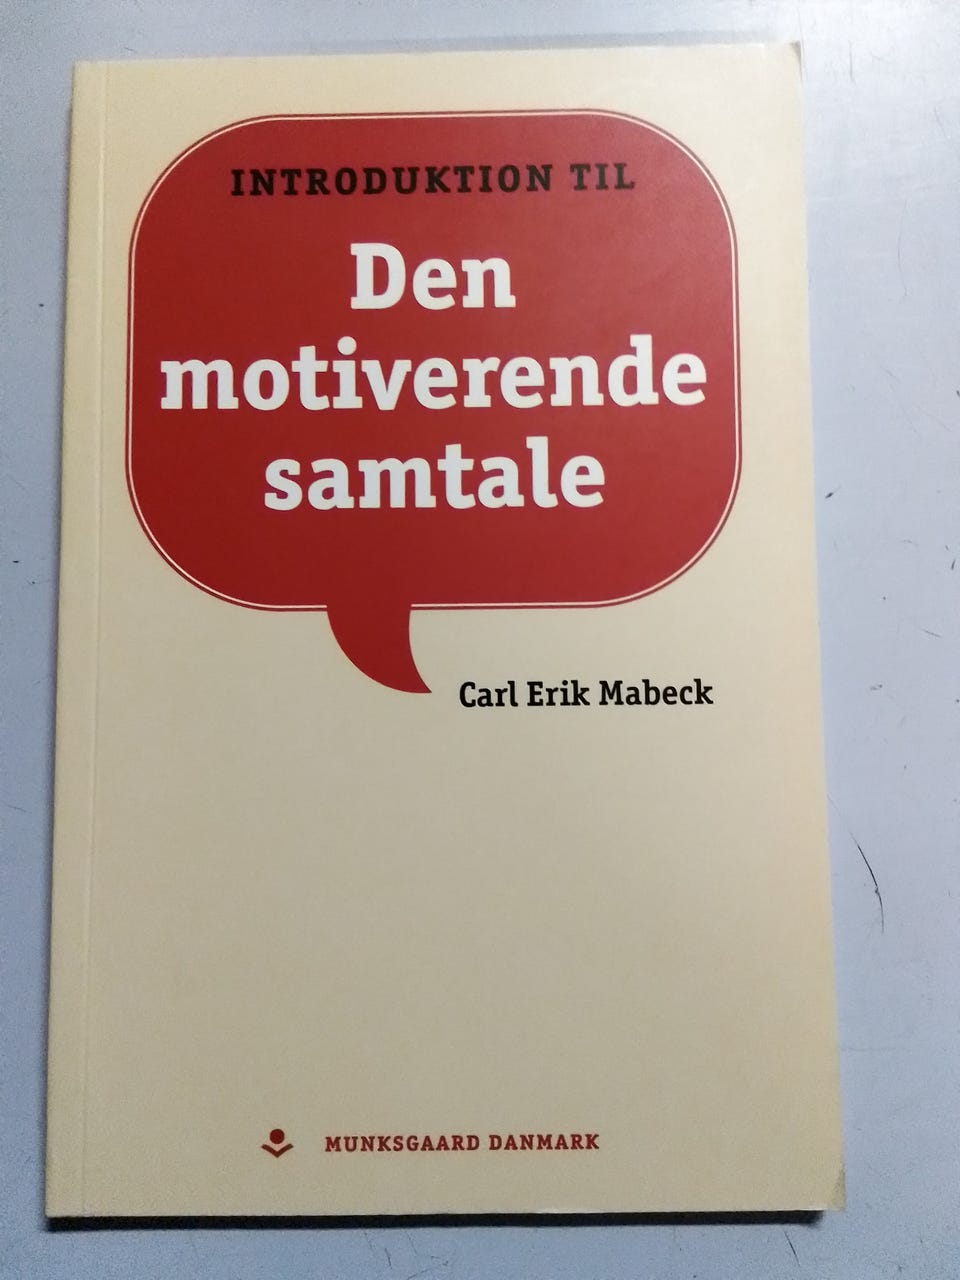 INTRODUKTION TIL
Den
motiverende
samtale
Carl Erik Mabeck
MUNKSGAARD DANMARK